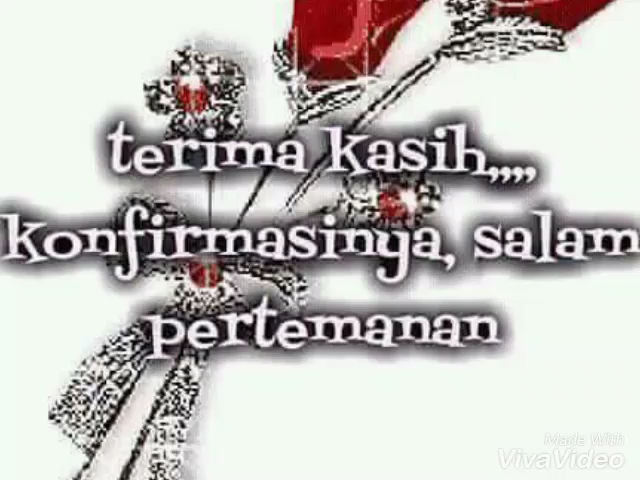 terima kasih,,,,
konfirmasinya, salam
pertemanan
Made With
VivaVideo